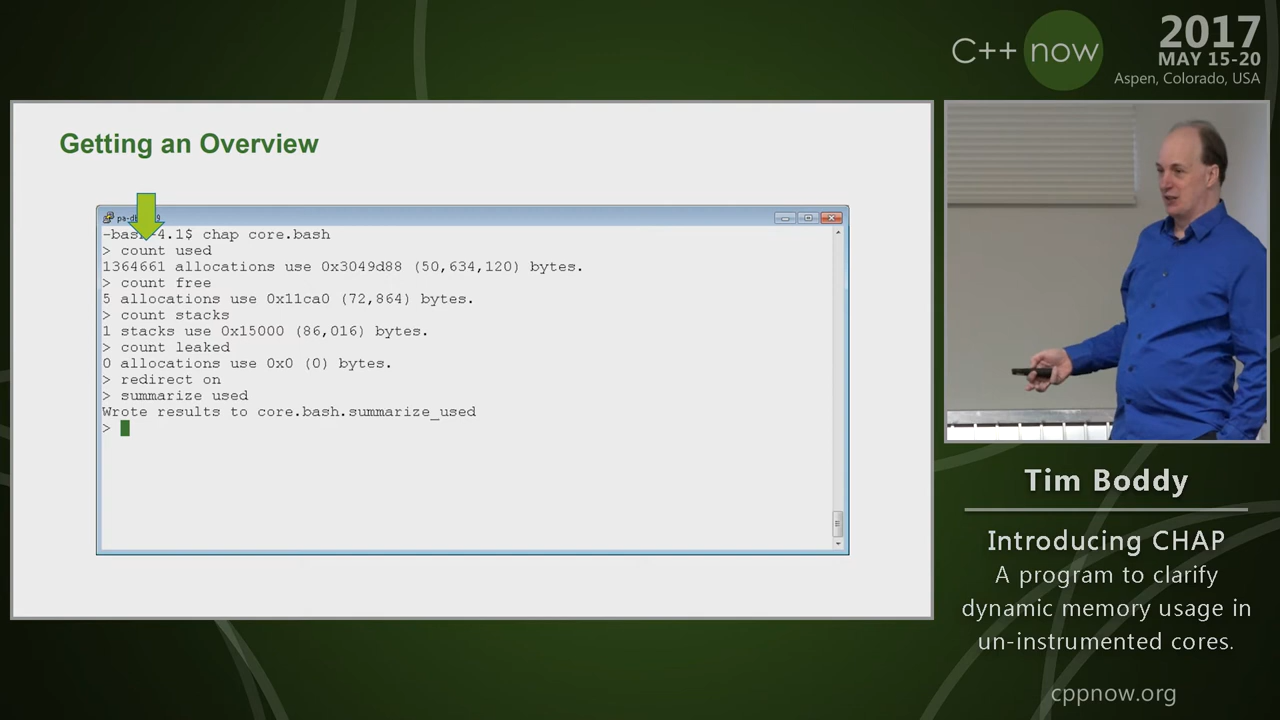 C++ now
2017
MAY 15-20
Aspen, Colorado, USA
Getting an Overview
-bash-4.1$ chap core.bash
> count used
1364661 allocations use 0x3049d88 (50,634,120) bytes.
> count free
5 allocations use 0x11ca0 (72,864) bytes.
> count stacks
1 stacks use 0x15000 (86,016) bytes.
> count leaked
0 allocations use 0x0 (0) bytes.
> redirect on
> summarize used
Wrote results to core.bash.summarize_used
>
Tim Boddy
Introducing CHAP
A program to clarify
dynamic memory usage in
un-instrumented cores.
cppnow.org